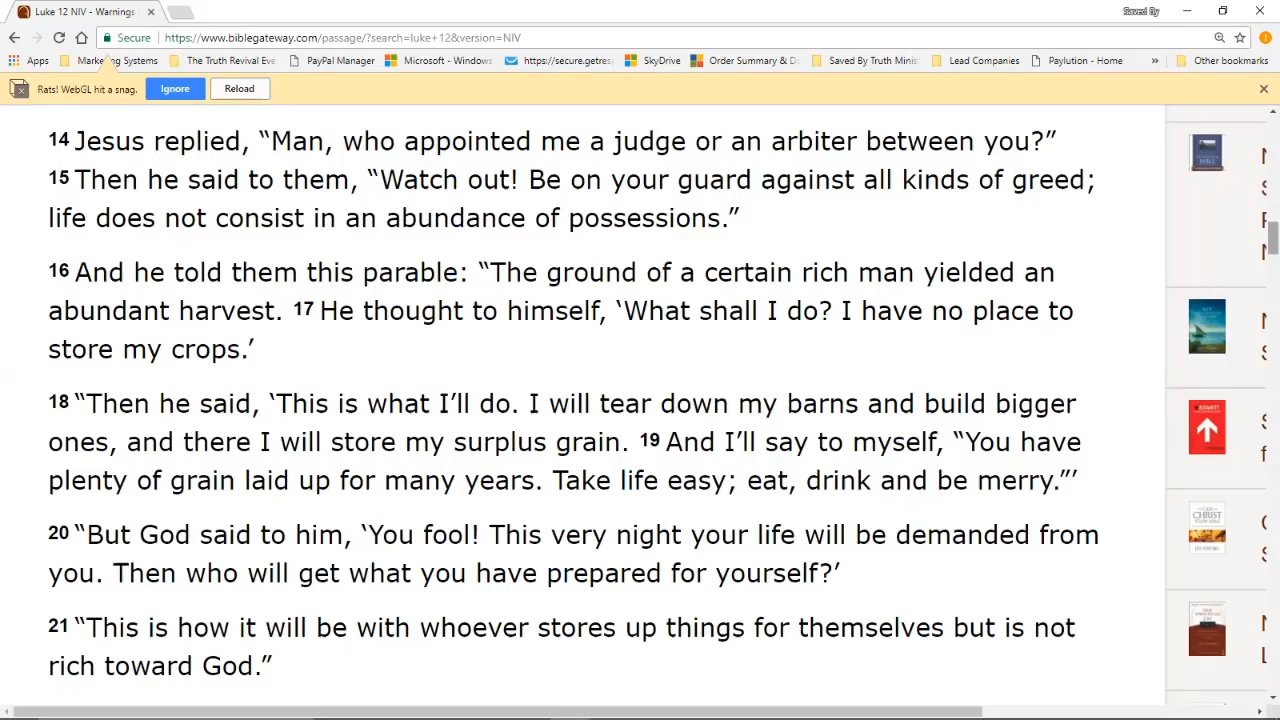 Luke 12 NIV - Warnings
Saved By
Secure https://www.biblegateway.com/passage/?search=luke+12&version=NIV
Apps Marketing Systems The Truth Revival Eve PayPal Manager Microsoft - Windows https://secure.getres SkyDrive Order Summary & D Saved By Truth Minist Lead Companies Paylution - Home » Other bookmarks
Rats! WebGL hit a snag. Ignore Reload
14 Jesus replied, “Man, who appointed me a judge or an arbiter between you?”
15 Then he said to them, “Watch out! Be on your guard against all kinds of greed;
life does not consist in an abundance of possessions.”
16 And he told them this parable: “The ground of a certain rich man yielded an
abundant harvest. 17 He thought to himself, ‘What shall I do? I have no place to
store my crops.’
18 “Then he said, ‘This is what I’ll do. I will tear down my barns and build bigger
ones, and there I will store my surplus grain. 19 And I’ll say to myself, “You have
plenty of grain laid up for many years. Take life easy; eat, drink and be merry.”’
20 “But God said to him, ‘You fool! This very night your life will be demanded from
you. Then who will get what you have prepared for yourself?’
21 “This is how it will be with whoever stores up things for themselves but is not
rich toward God.”
START!
CHRIST